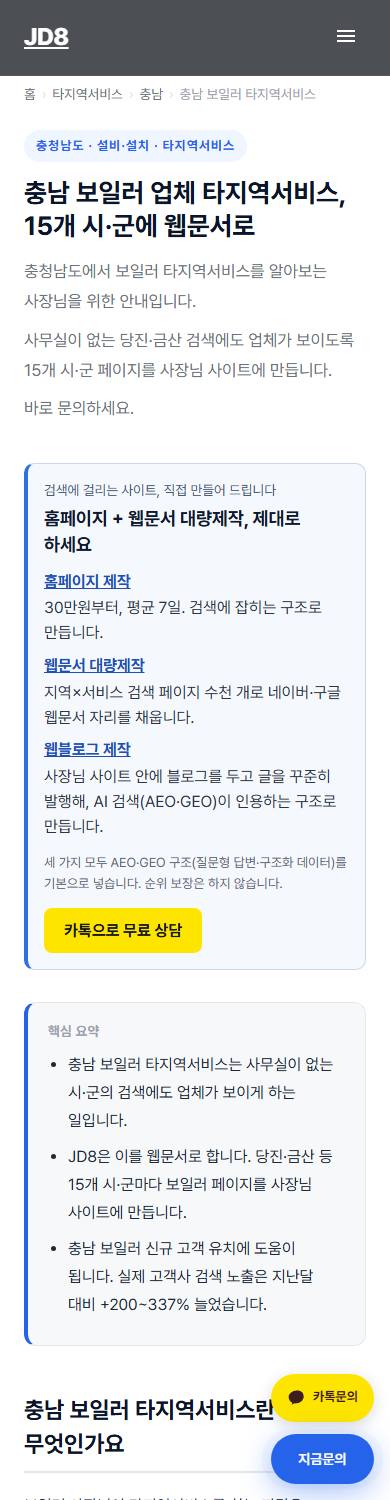 JD8
홈 › 타지역서비스 › 충남 › 충남 보일러 타지역서비스
충청남도 · 설비·설치 · 타지역서비스
충남 보일러 업체 타지역서비스,
15개 시·군에 웹문서로
충청남도에서 보일러 타지역서비스를 알아보는
사장님을 위한 안내입니다.
사무실이 없는 당진·금산 검색에도 업체가 보이도록
15개 시·군 페이지를 사장님 사이트에 만듭니다.
바로 문의하세요.
검색에 걸리는 사이트, 직접 만들어 드립니다
홈페이지 + 웹문서 대량제작, 제대로
하세요
홈페이지 제작
30만원부터, 평균 7일. 검색에 잡히는 구조로
만듭니다.
웹문서 대량제작
지역×서비스 검색 페이지 수천 개로 네이버·구글
웹문서 자리를 채웁니다.
웹블로그 제작
사장님 사이트 안에 블로그를 두고 글을 꾸준히
발행해, AI 검색(AEO·GEO)이 인용하는 구조로
만듭니다.
세 가지 모두 AEO·GEO 구조(질문형 답변·구조화 데이터)를
기본으로 넣습니다. 순위 보장은 하지 않습니다.
카톡으로 무료 상담
핵심 요약
• 충남 보일러 타지역서비스는 사무실이 없는
시·군의 검색에도 업체가 보이게 하는
일입니다.
• JD8은 이를 웹문서로 합니다. 당진·금산 등
15개 시·군마다 보일러 페이지를 사장님
사이트에 만듭니다.
• 충남 보일러 신규 고객 유치에 도움이
됩니다. 실제 고객사 검색 노출은 지난달
대비 +200~337% 늘었습니다.
충남 보일러 타지역서비스란
무엇인가요
카톡문의
지금문의